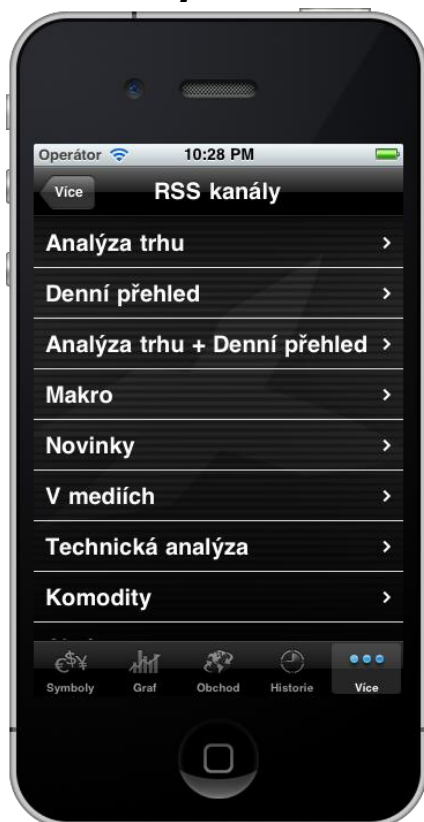 Operátor 10:28 PM
Více RSS kanály
Analýza trhu
Denní přehled
Analýza trhu + Denní přehled
Makro
Novinky
V mediích
Technická analýza
Komodity
€$¥
Symboly Graf Obchod Historie Více